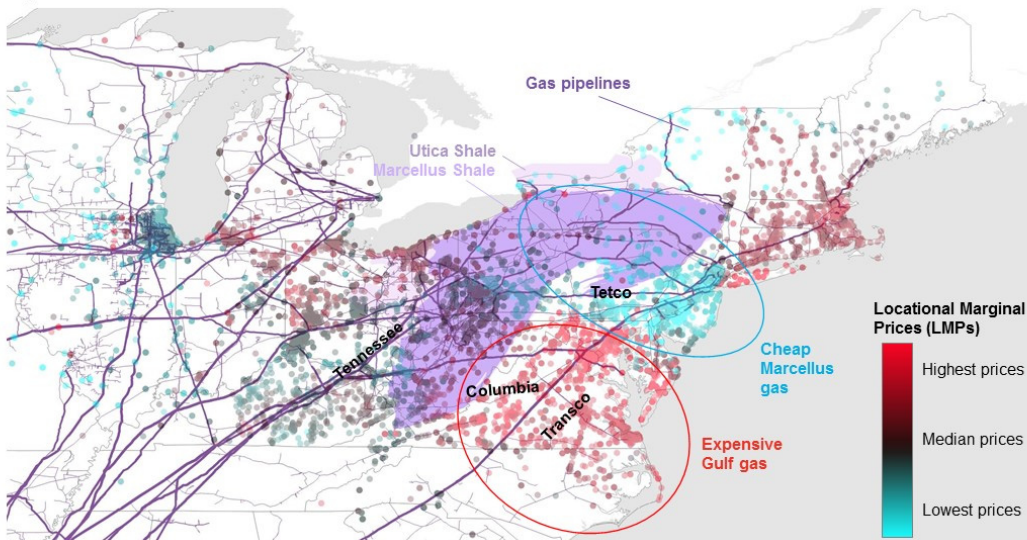 Gas pipelines
Utica Shale
Marcellus Shale
Tetco
Tennessee
Columbia
Transco
Cheap
Marcellus
gas
Expensive
Gulf gas
Locational Marginal
Prices (LMPs)
Highest prices
Median prices
Lowest prices